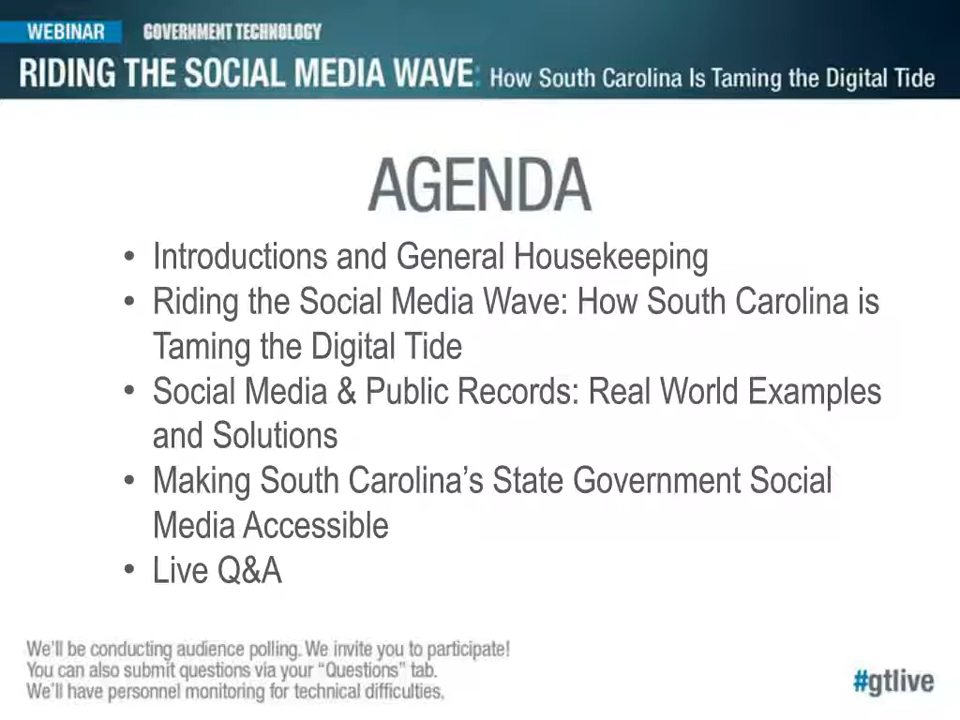 WEBINAR GOVERNMENT TECHNOLOGY
RIDING THE SOCIAL MEDIA WAVE: How South Carolina Is Taming the Digital Tide
AGENDA
• Introductions and General Housekeeping
• Riding the Social Media Wave: How South Carolina is
Taming the Digital Tide
• Social Media & Public Records: Real World Examples
and Solutions
• Making South Carolina's State Government Social
Media Accessible
• Live Q&A
We'll be conducting audience polling. We invite you to participate!
You can also submit questions via your "Questions" tab.
We'll have personnel monitoring for technical difficulties.
#gtlive